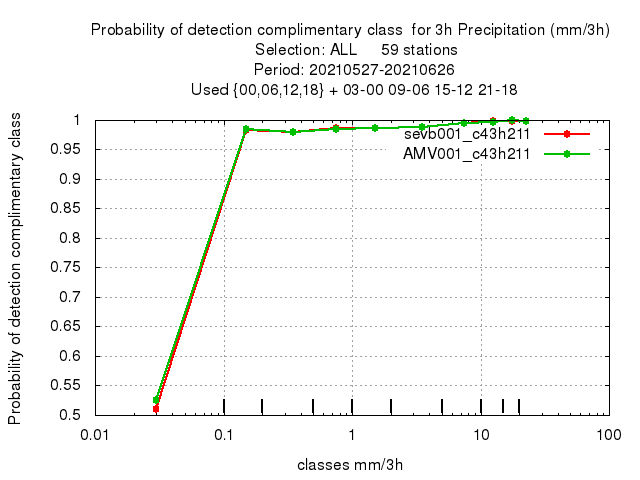 Probability of detection complimentary class  for 3h Precipitation (mm/3h)
Selection: ALL     59 stations
Period: 20210527-20210626
Used {00,06,12,18} + 03-00 09-06 15-12 21-18
Probability of detection complimentary class
1
0.95
0.9
0.85
0.8
0.75
0.7
0.65
0.6
0.55
0.5
sevb001_c43h211
AMV001_c43h211
0.01 0.1 1 10 100
classes mm/3h